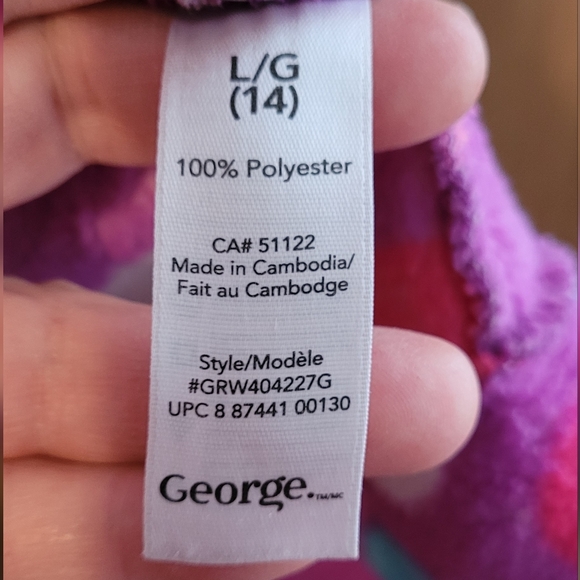 L/G
(14)
100% Polyester
CA# 51122
Made in Cambodia/
Fait au Cambodge
Style/Modèle
#GRW404227G
UPC 8 87441 00130
George.TM/MC